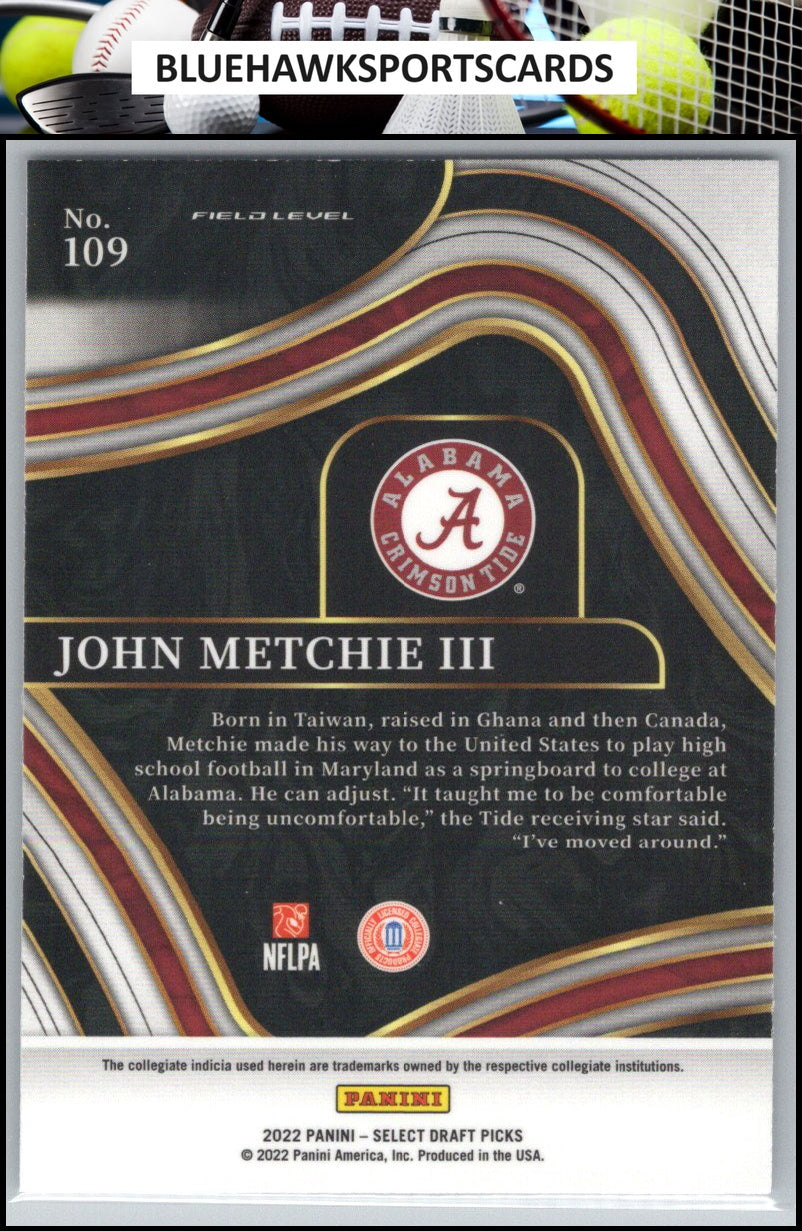 BLUEHAWKSPORTSCARDS
No.
109
FIELD LEVEL
ALABAMA
CRIMSON TIDE
A
®
JOHN METCHIE III
Born in Taiwan, raised in Ghana and then Canada,
Metchie made his way to the United States to play high
school football in Maryland as a springboard to college at
Alabama. He can adjust. “It taught me to be comfortable
being uncomfortable,” the Tide receiving star said.
“I’ve moved around.”
NFLPA
OFFICIALLY LICENSED COLLEGIATE PRODUCTS
The collegiate indicia used herein are trademarks owned by the respective collegiate institutions.
PANINI
2022 PANINI – SELECT DRAFT PICKS
© 2022 Panini America, Inc. Produced in the USA.